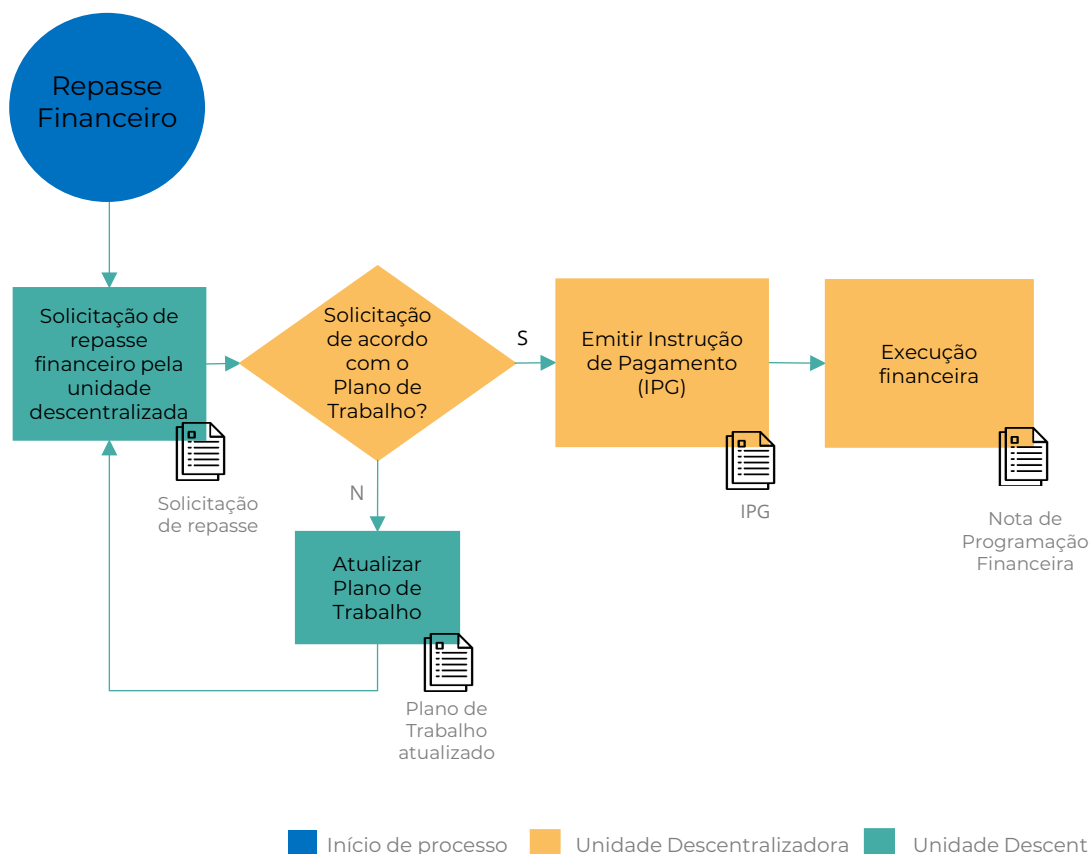 Repasse
Financeiro
Solicitação de
repasse
financeiro pela
unidade
descentralizada
Solicitação
de repasse
Solicitação
de acordo
com o
Plano de
Trabalho?
S
N
Emitir Instrução
de Pagamento
(IPG)
IPG
Execução
financeira
Nota de
Programação
Financeira
Atualizar
Plano de
Trabalho
Plano de
Trabalho
atualizado
Início de processo
Unidade Descentralizadora
Unidade Descent